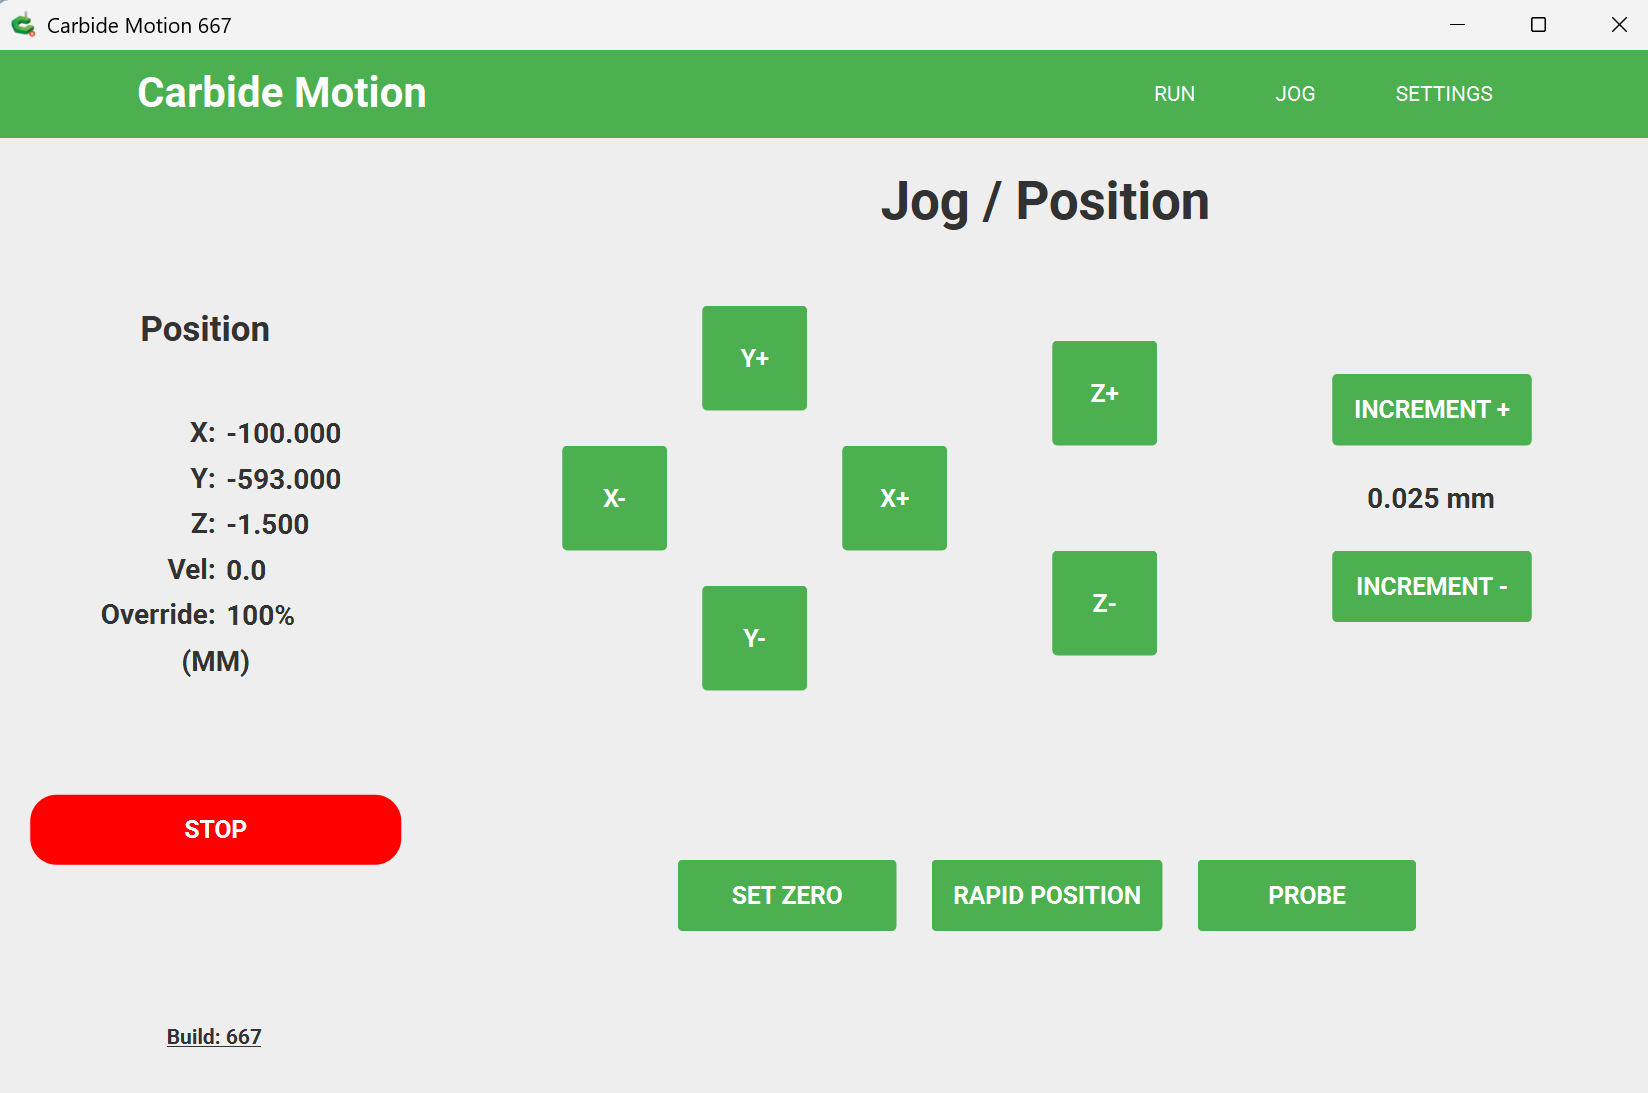 Carbide Motion 667
Carbide Motion
RUN
JOG
SETTINGS
Jog / Position
Position
X: -100.000
Y: -593.000
Z: -1.500
Vel: 0.0
Override: 100%
(MM)
STOP
Build: 667
Y+
X-
X+
Y-
Z+
Z-
INCREMENT +
0.025 mm
INCREMENT -
SET ZERO
RAPID POSITION
PROBE